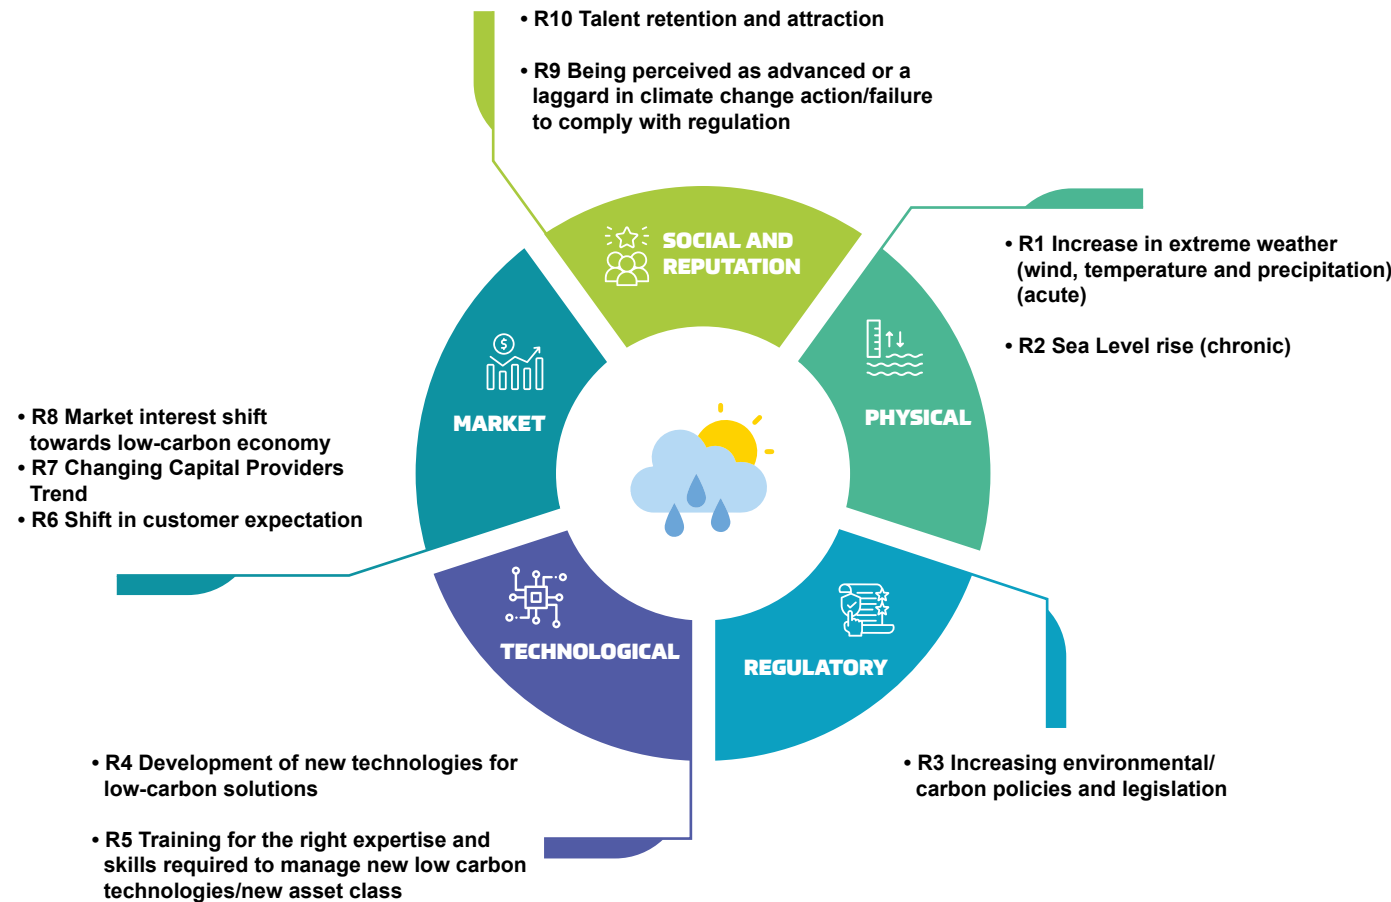 • R10 Talent retention and attraction
• R9 Being perceived as advanced or a
laggard in climate change action/failure
to comply with regulation
SOCIAL AND
REPUTATION
• R1 Increase in extreme weather
(wind, temperature and precipitation)
(acute)
• R2 Sea Level rise (chronic)
$
MARKET
PHYSICAL
• R8 Market interest shift
towards low-carbon economy
• R7 Changing Capital Providers
Trend
• R6 Shift in customer expectation
TECHNOLOGICAL
REGULATORY
• R4 Development of new technologies for
low-carbon solutions
• R5 Training for the right expertise and
skills required to manage new low carbon
technologies/new asset class
• R3 Increasing environmental/
carbon policies and legislation